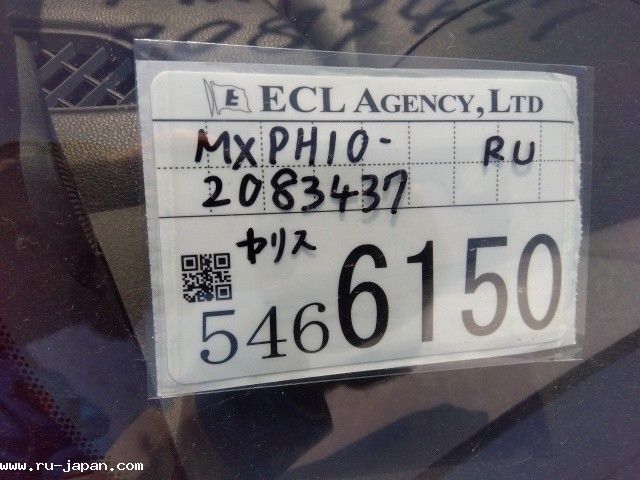 E ECL AGENCY, LTD
MXPH10- RU
2083437
ヤリス
5466150
www.ru-japan.com